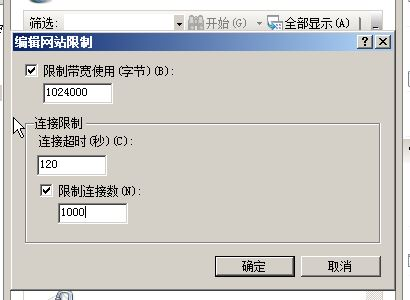 筛选:
开始(G)
全部显示(A)
编辑网站限制
限制带宽使用(字节)(B):
1024000
连接限制
连接超时(秒)(C):
120
限制连接数(N):
1000
确定
取消